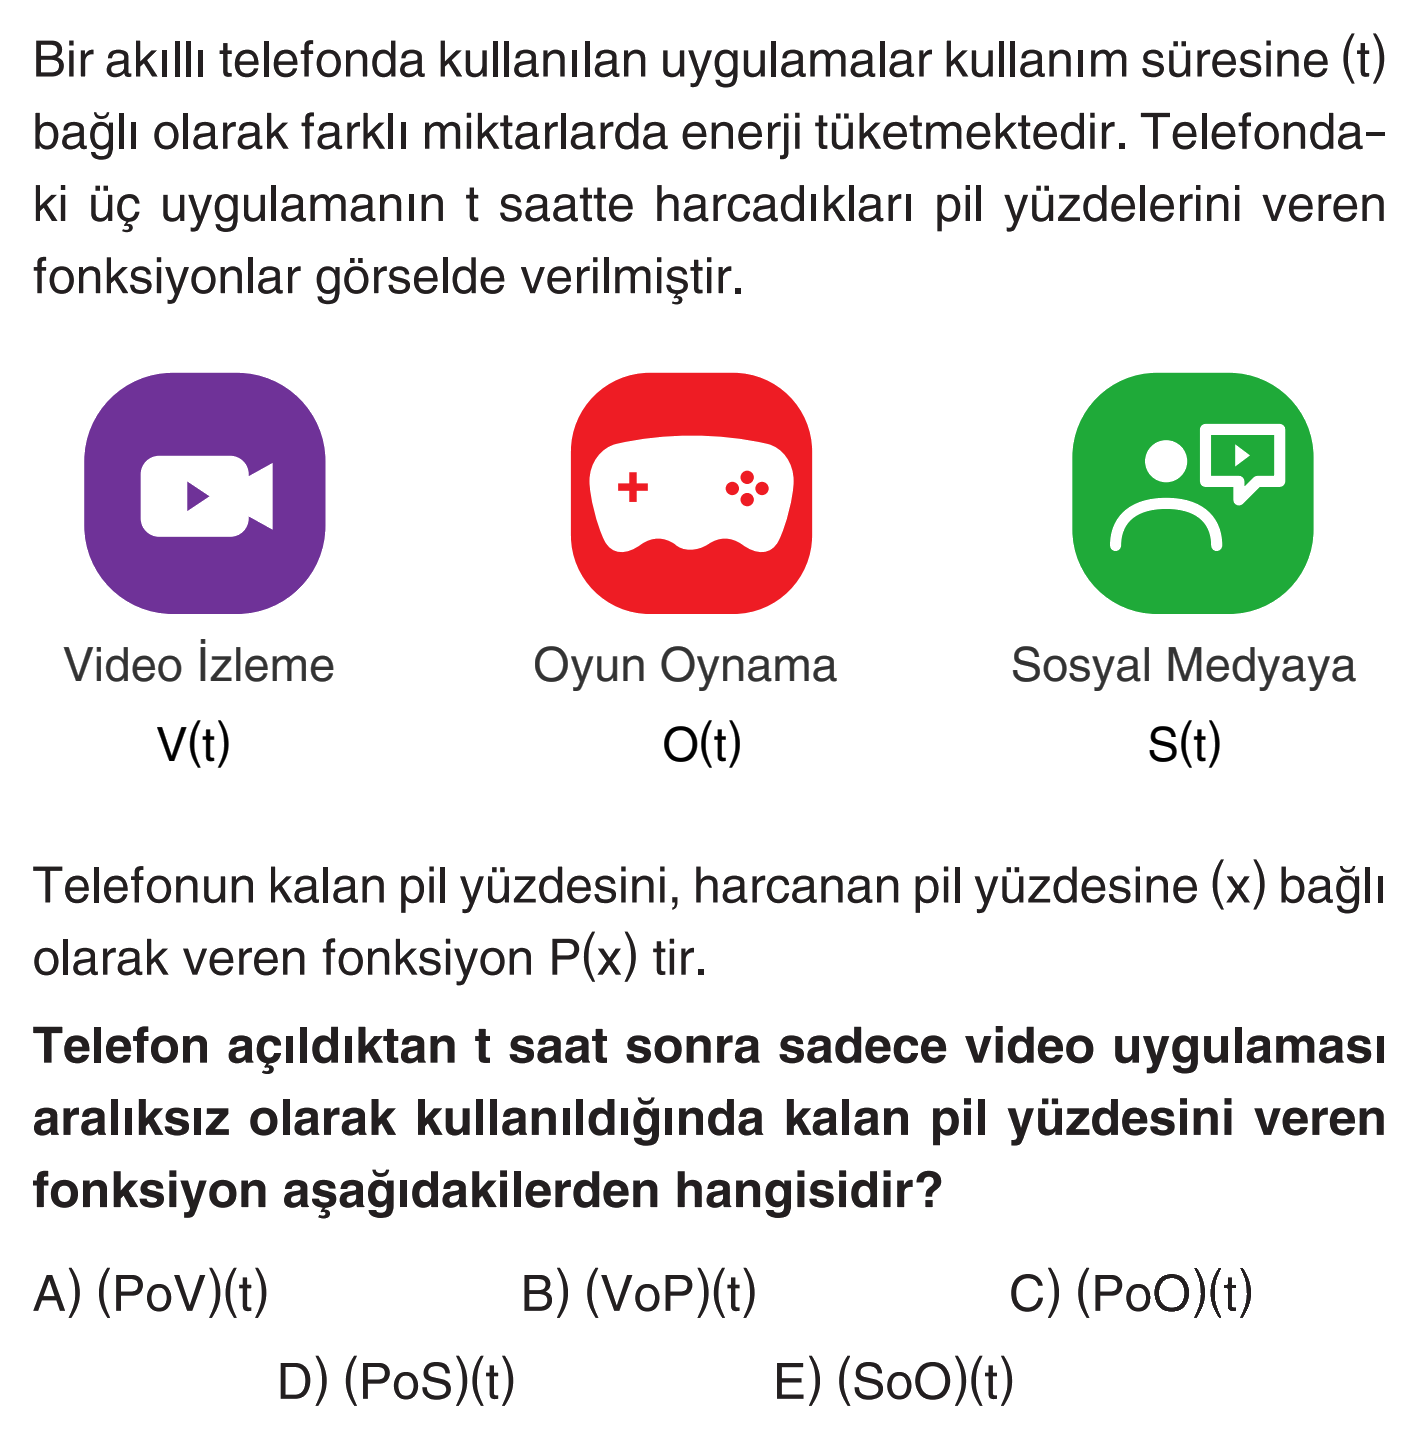 Bir akıllı telefonda kullanılan uygulamalar kullanım süresine (t)
bağlı olarak farklı miktarlarda enerji tüketmektedir. Telefonda-
ki üç uygulamanın t saatte harcadıkları pil yüzdelerini veren
fonksiyonlar görselde verilmiştir.
Video İzleme Oyun Oynama Sosyal Medyaya
V(t) O(t) S(t)
Telefonun kalan pil yüzdesini, harcanan pil yüzdesine (x) bağlı
olarak veren fonksiyon P(x) tir.
Telefon açıldıktan t saat sonra sadece video uygulaması
aralıksız olarak kullanıldığında kalan pil yüzdesini veren
fonksiyon aşağıdakilerden hangisidir?
A) (PoV)(t) B) (VoP)(t) C) (PoO)(t)
D) (PoS)(t) E) (SoO)(t)